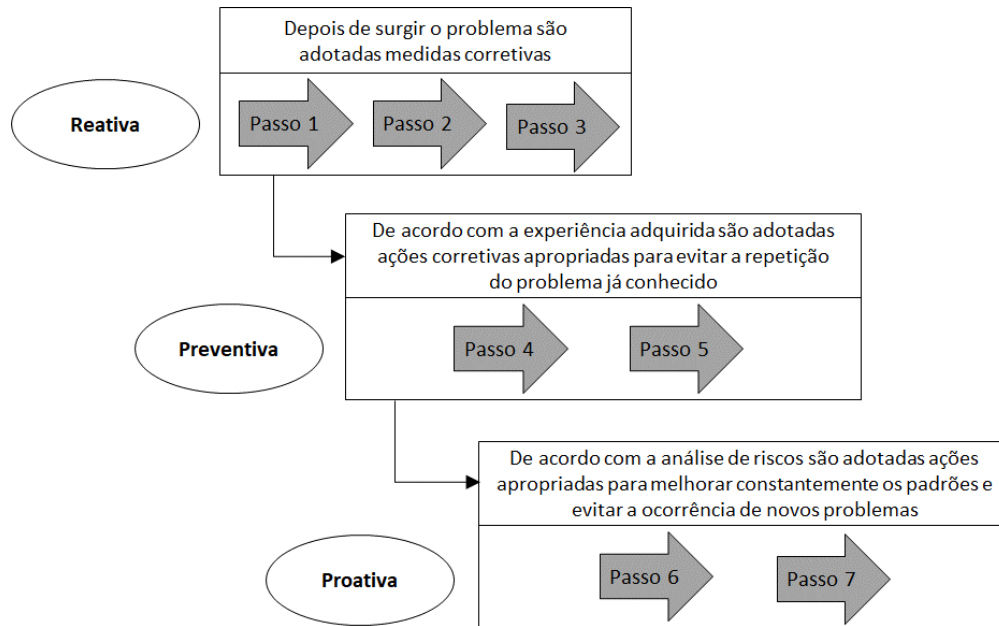 Depois de surgir o problema são
adotadas medidas corretivas
Reativa
Passo 1
Passo 2
Passo 3
De acordo com a experiência adquirida são adotadas
ações corretivas apropriadas para evitar a repetição
do problema já conhecido
Preventiva
Passo 4
Passo 5
De acordo com a análise de riscos são adotadas ações
apropriadas para melhorar constantemente os padrões e
evitar a ocorrência de novos problemas
Proativa
Passo 6
Passo 7